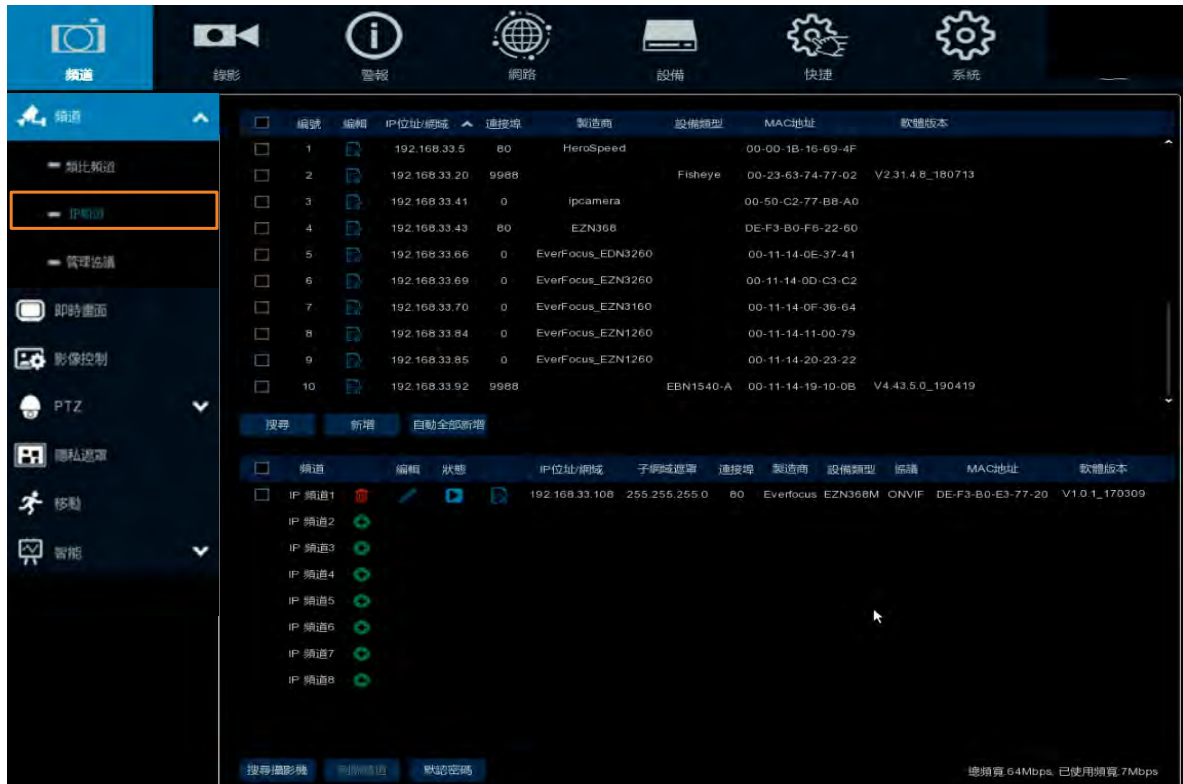 頻道 錄影 警報 網路 設備 快捷 系統
頻道
類比頻道
IP頻道
管理協議
即時畫面
影像控制
PTZ
隱私遮罩
移動
智能
編號 編輯 IP位址/網域 連接埠 製造商 設備類型 MAC地址 軟體版本
1 192.168.33.5 80 HeroSpeed 00-00-1B-16-69-4F
2 192.168.33.20 9988 Fisheye 00-23-63-74-77-02 V2.31.4.8_180713
3 192.168.33.41 0 ipcamera 00-50-C2-77-B8-A0
4 192.168.33.43 80 EZN368 DE-F3-B0-F6-22-60
5 192.168.33.66 0 EverFocus_EDN3260 00-11-14-0E-37-41
6 192.168.33.69 0 EverFocus_EZN3260 00-11-14-0D-C3-C2
7 192.168.33.70 0 EverFocus_EZN3160 00-11-14-0F-36-64
8 192.168.33.84 0 EverFocus_EZN1260 00-11-14-11-00-79
9 192.168.33.85 0 EverFocus_EZN1260 00-11-14-20-23-22
10 192.168.33.92 9988 EBN1540-A 00-11-14-19-10-0B V4.43.5.0_190419
搜尋 新增 自動全部新增
頻道 編輯 狀態 IP位址/網域 子網域遮罩 連接埠 製造商 設備類型 協議 MAC地址 軟體版本
IP 頻道1 192.168.33.108 255.255.255.0 80 Everfocus EZN368M ONVIF DE-F3-B0-E3-77-20 V1.0.1_170309
IP 頻道2
IP 頻道3
IP 頻道4
IP 頻道5
IP 頻道6
IP 頻道7
IP 頻道8
搜尋攝影機 刪除頻道 默認密碼 總頻寬:64Mbps, 已使用頻寬:7Mbps